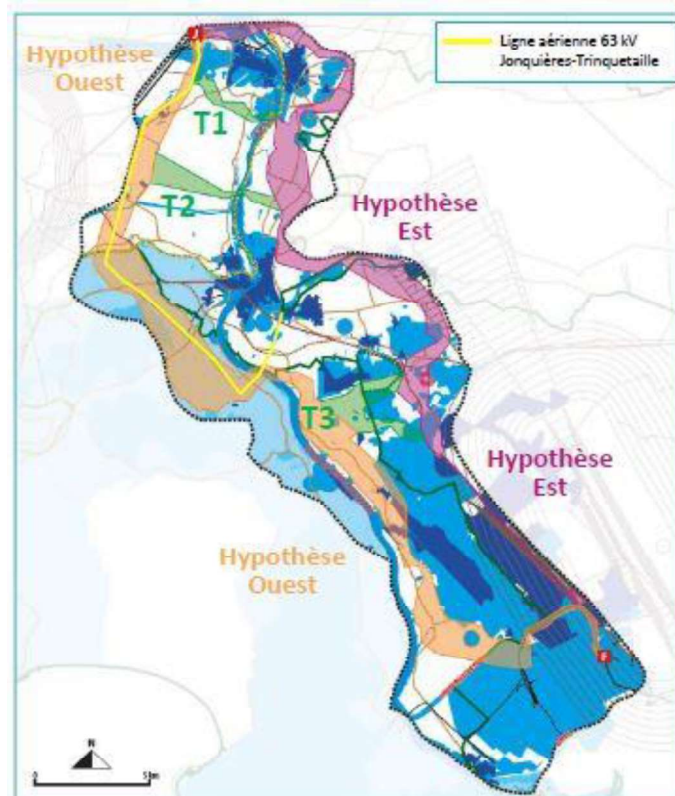 Ligne aérienne 63 kV
Jonquières-Trinquetaille
J
Hypothèse
Ouest
T1
T2
Hypothèse
Est
T3
Hypothèse
Est
Hypothèse
Ouest
F
N
0
5 km